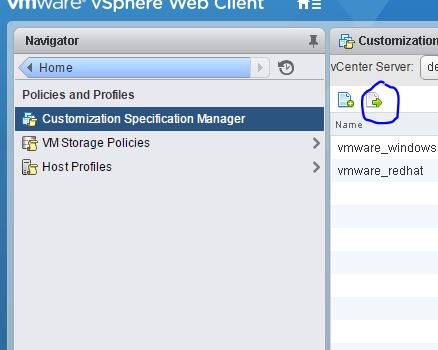 vmware® vSphere Web Client
Navigator
Home
Policies and Profiles
Customization Specification Manager
VM Storage Policies
Host Profiles
Customization
vCenter Server: de
Name
vmware_windows
vmware_redhat